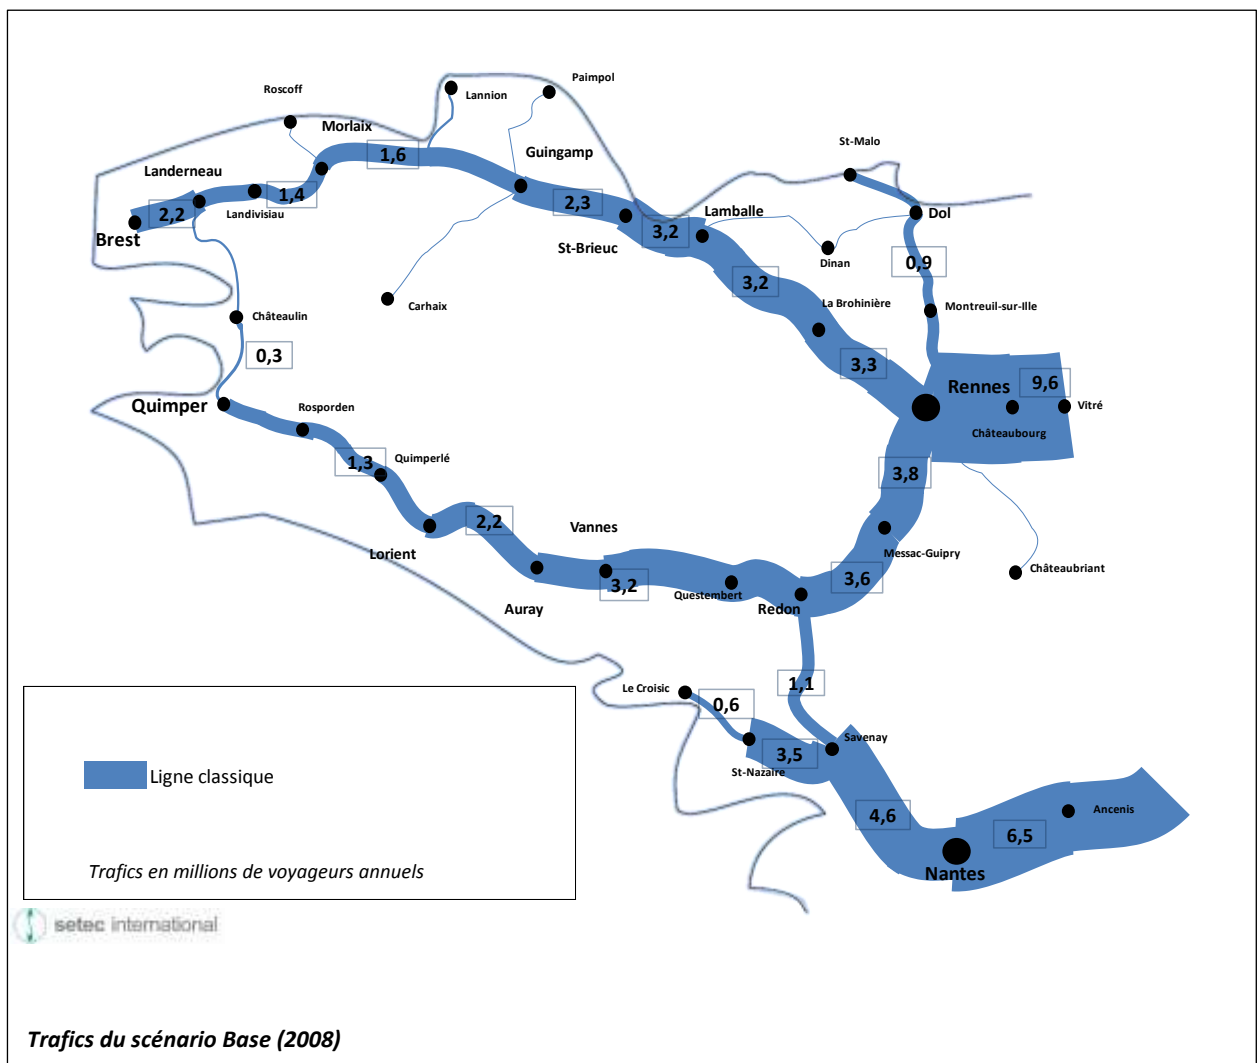 Paimpol
Lannion
Roscoff
Morlaix
St-Malo
1,6
Guingamp
Landerneau
1,4
2,3
Lamballe
Dol
2,2
Landivisiau
3,2
Brest
St-Brieuc
Dinan
0,9
3,2
Carhaix
La Brohinière
Montreuil-sur-Ille
Châteaulin
0,3
3,3
Rennes
9,6
Quimper
Rosporden
Vitré
Châteaubourg
1,3
Quimperlé
3,8
2,2
Vannes
Lorient
Messac-Guipry
Châteaubriant
3,2
3,6
Questembert
Auray
Redon
Le Croisic
1,1
0,6
Savenay
3,5
St-Nazaire
Ligne classique
4,6
Ancenis
6,5
Nantes
Trafics en millions de voyageurs annuels
setec international
Trafics du scénario Base (2008)